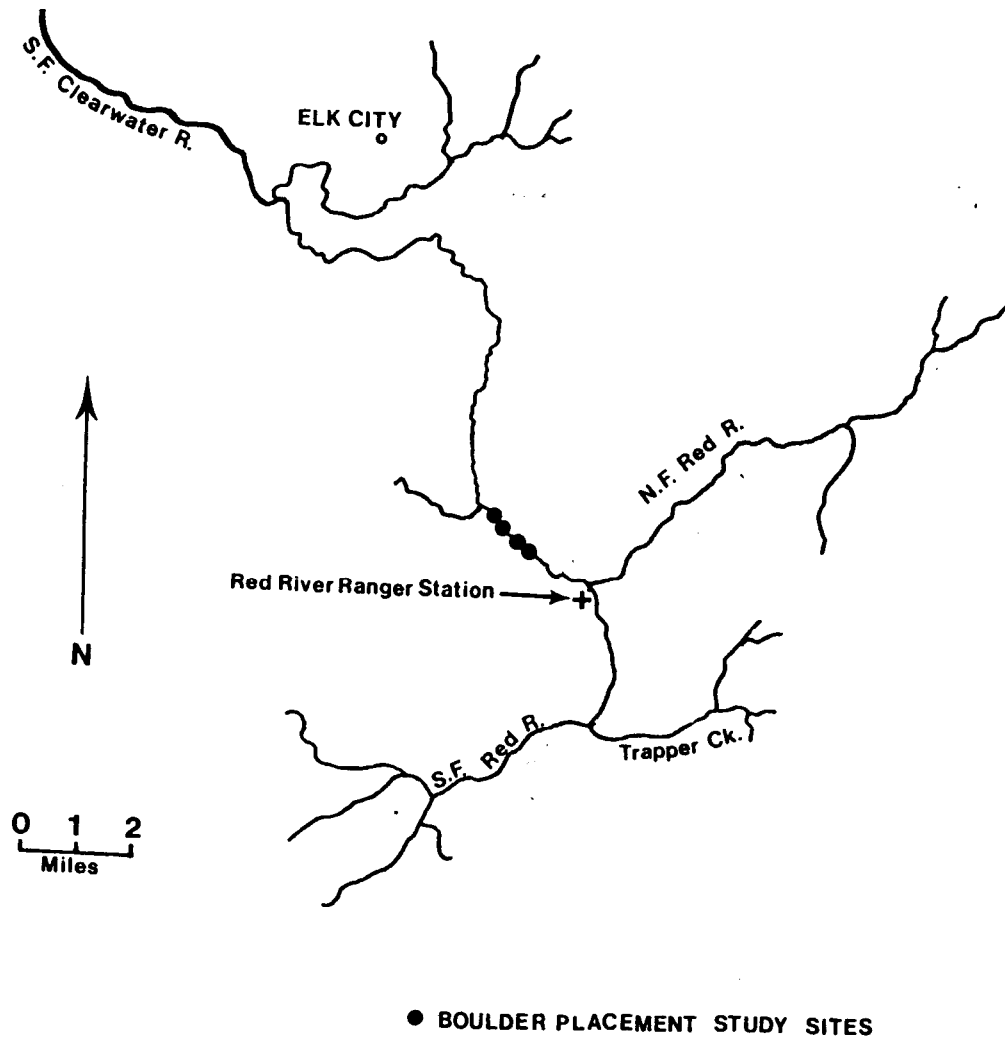 S.F. Clearwater R.
ELK CITY
N.F. Red R.
Red River Ranger Station
N
S.F. Red R.
Trapper Ck.
0 1 2
Miles
BOULDER PLACEMENT STUDY SITES